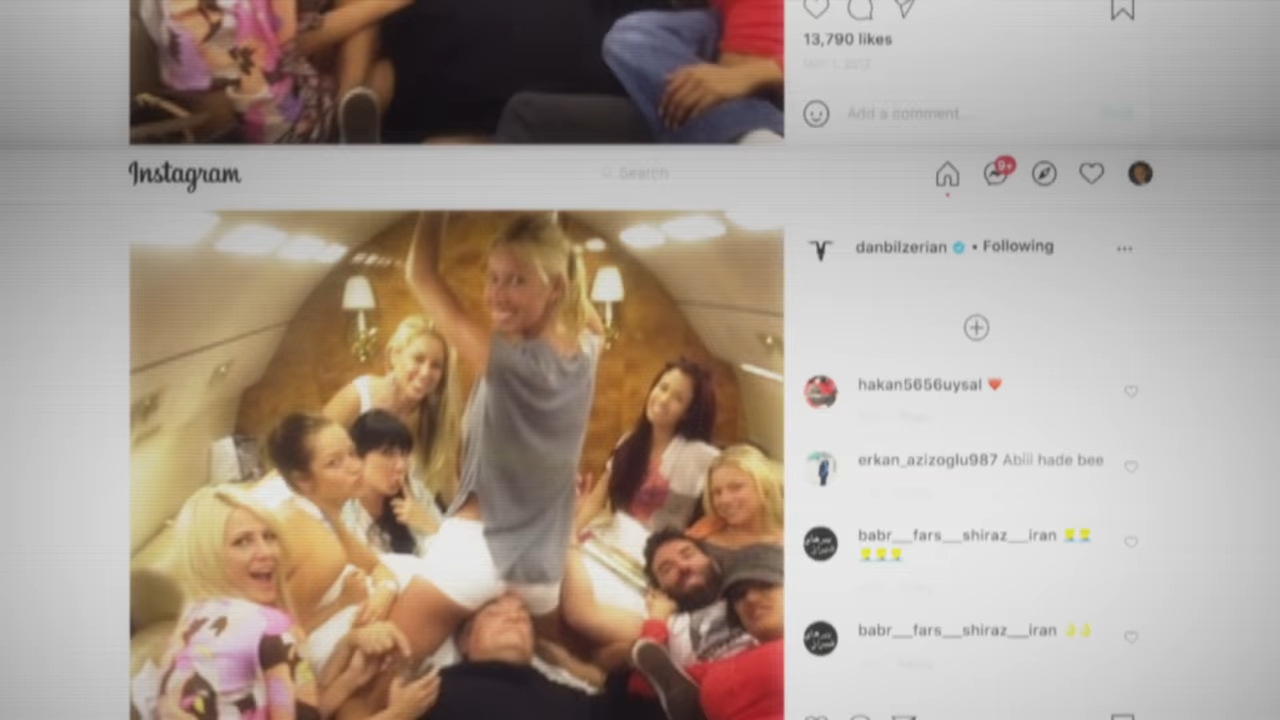 13,790 likes
Add a comment...
Instagram
Search
9+
danbilzerian • Following
•••
hakan5656uysal ❤
erkan_azizoglu987 Abiii hade bee
babr__fars__shiraz__iran
babr__fars__shiraz__iran